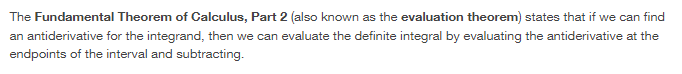 The Fundamental Theorem of Calculus, Part 2 (also known as the evaluation theorem) states that if we can find
an antiderivative for the integrand, then we can evaluate the definite integral by evaluating the antiderivative at the
endpoints of the interval and subtracting.